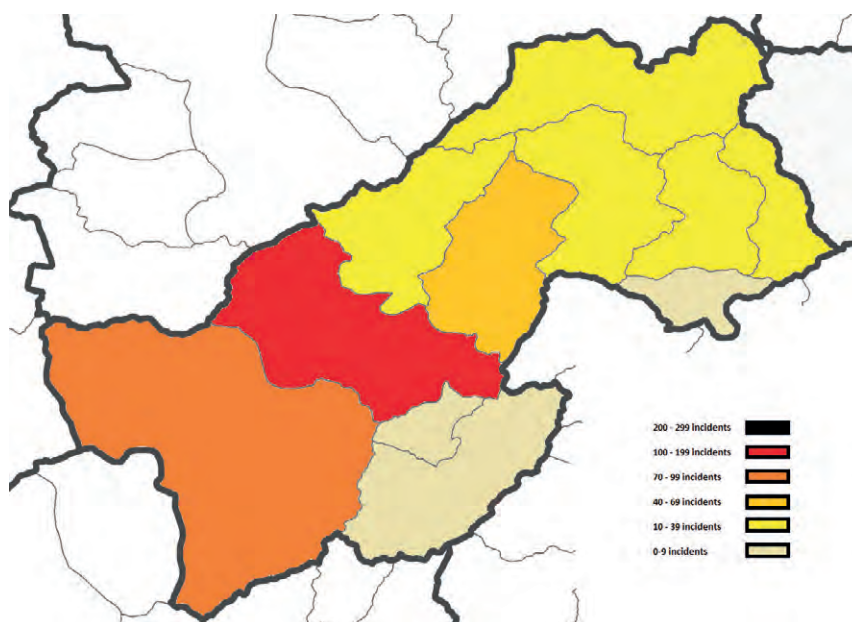 200 - 299 incidents
100 - 199 incidents
70 - 99 incidents
40 - 69 incidents
10 - 39 incidents
0-9 incidents